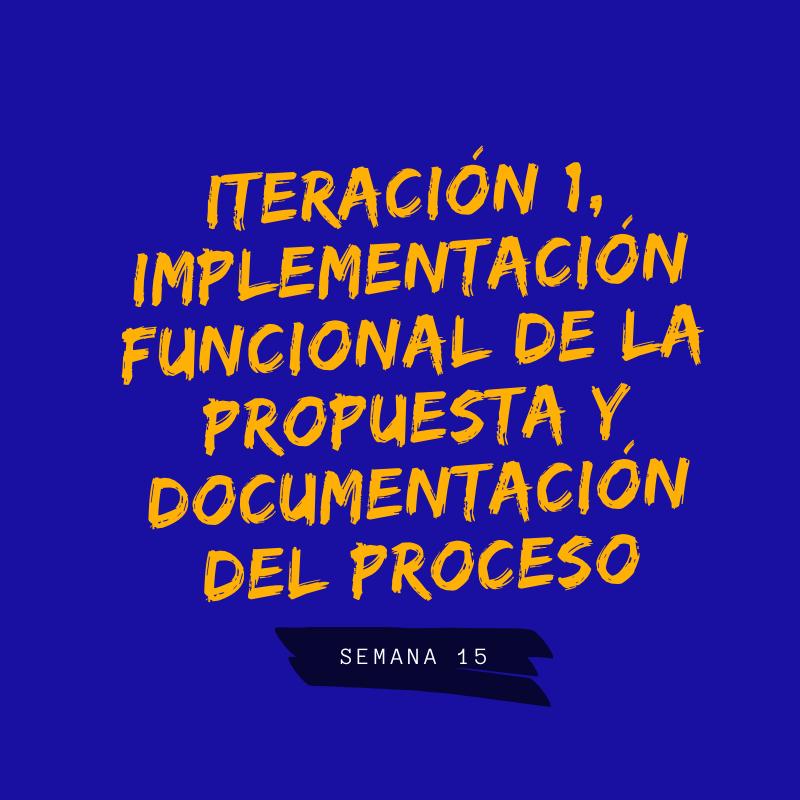 ITERACIÓN 1,
IMPLEMENTACIÓN
FUNCIONAL DE LA
PROPUESTA Y
DOCUMENTACIÓN
DEL PROCESO
SEMANA 15